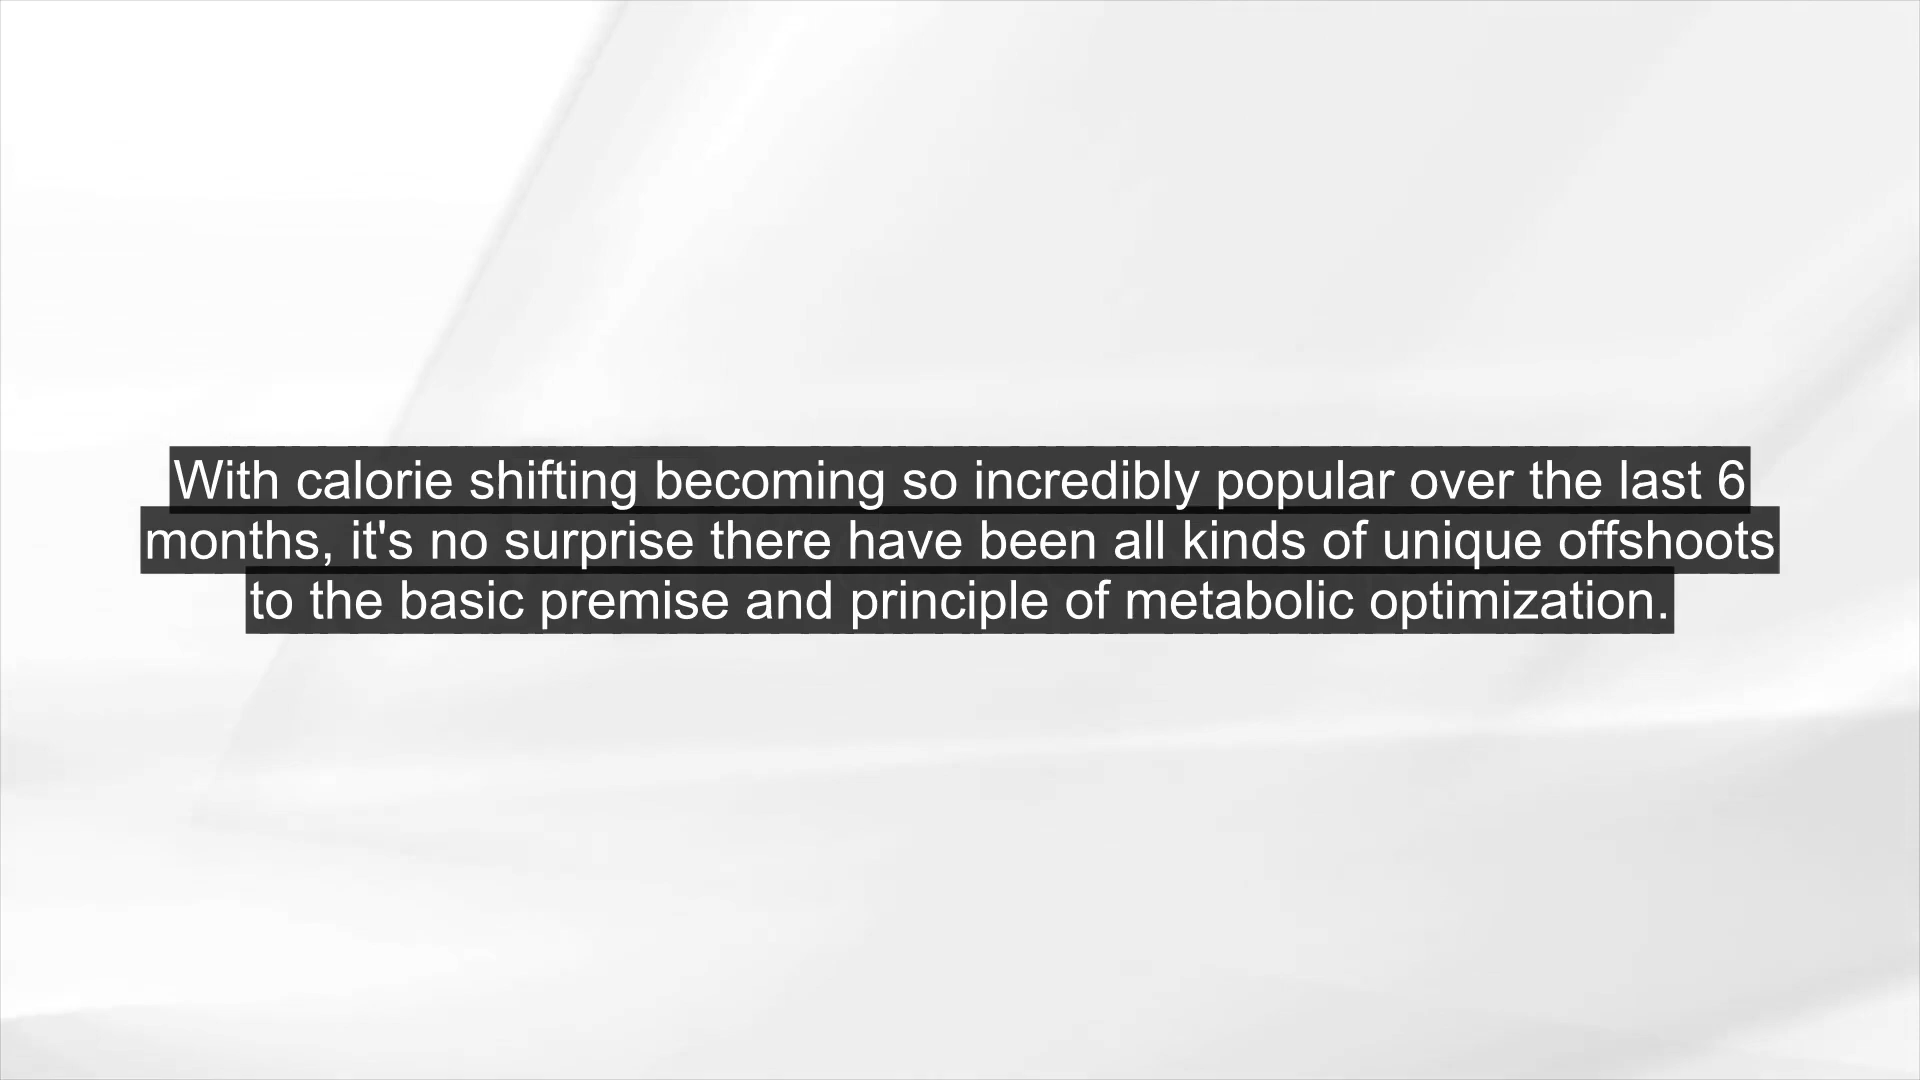 With calorie shifting becoming so incredibly popular over the last 6
months, it's no surprise there have been all kinds of unique offshoots
to the basic premise and principle of metabolic optimization.